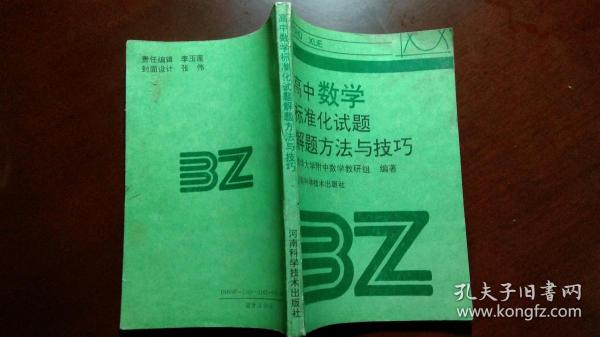 责任编辑 李玉莲
封面设计 张伟
BZ
高中数学标准化试题解题方法与技巧
河南科学技术出版社
XUE
高中数学
标准化试题
解题方法与技巧
大学附中数学教研组 编著
科学技术出版社
BZ
孔夫子旧书网
www.kongfz.com